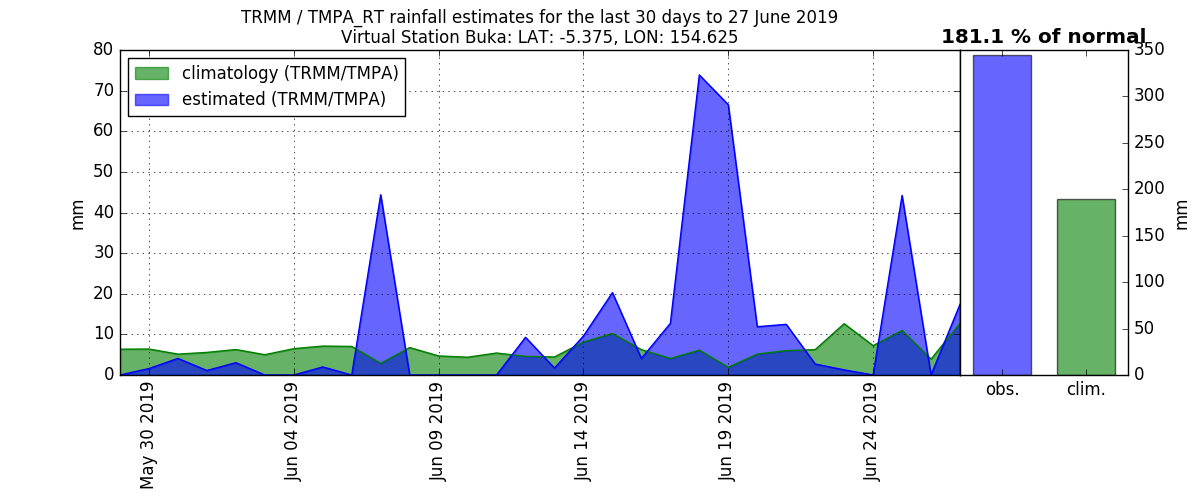 TRMM / TMPA_RT rainfall estimates for the last 30 days to 27 June 2019
Virtual Station Buka: LAT: -5.375, LON: 154.625
181.1 % of normal
climatology (TRMM/TMPA)
estimated (TRMM/TMPA)
80
70
60
50
40
30
20
10
0
mm
May 30 2019
Jun 04 2019
Jun 09 2019
Jun 14 2019
Jun 19 2019
Jun 24 2019
350
300
250
200
150
100
50
0
mm
obs.
clim.